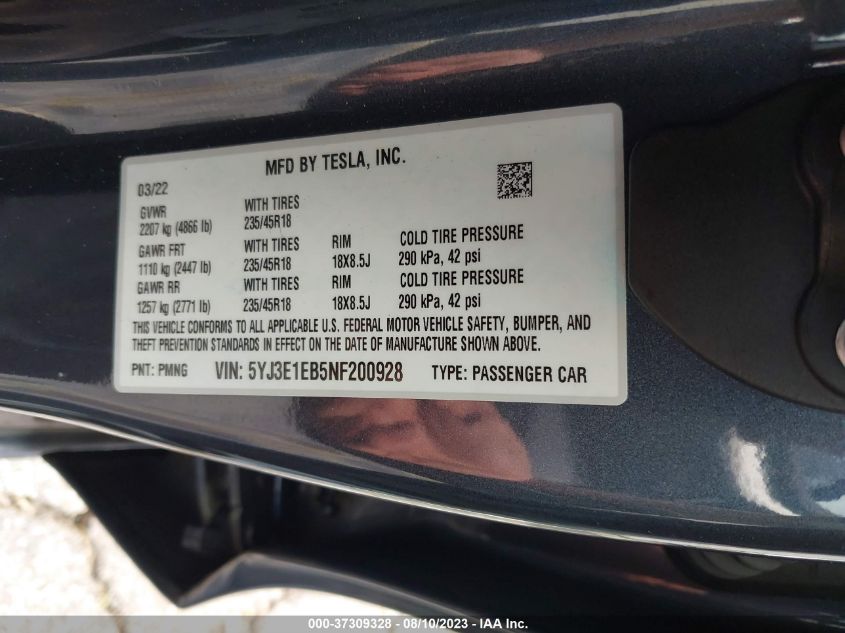 MFD BY TESLA, INC.
03/22
GVWR
2207 kg (4866 lb)
WITH TIRES
235/45R18
GAWR FRT
1110 kg (2447 lb)
WITH TIRES
235/45R18
RIM
18X8.5J
COLD TIRE PRESSURE
290 kPa, 42 psi
GAWR RR
1257 kg (2771 lb)
WITH TIRES
235/45R18
RIM
18X8.5J
COLD TIRE PRESSURE
290 kPa, 42 psi
THIS VEHICLE CONFORMS TO ALL APPLICABLE U.S. FEDERAL MOTOR VEHICLE SAFETY, BUMPER, AND
THEFT PREVENTION STANDARDS IN EFFECT ON THE DATE OF MANUFACTURE SHOWN ABOVE.
PNT: PMNG VIN: 5YJ3E1EB5NF200928 TYPE: PASSENGER CAR
000-37309328 - 08/10/2023 - IAA Inc.